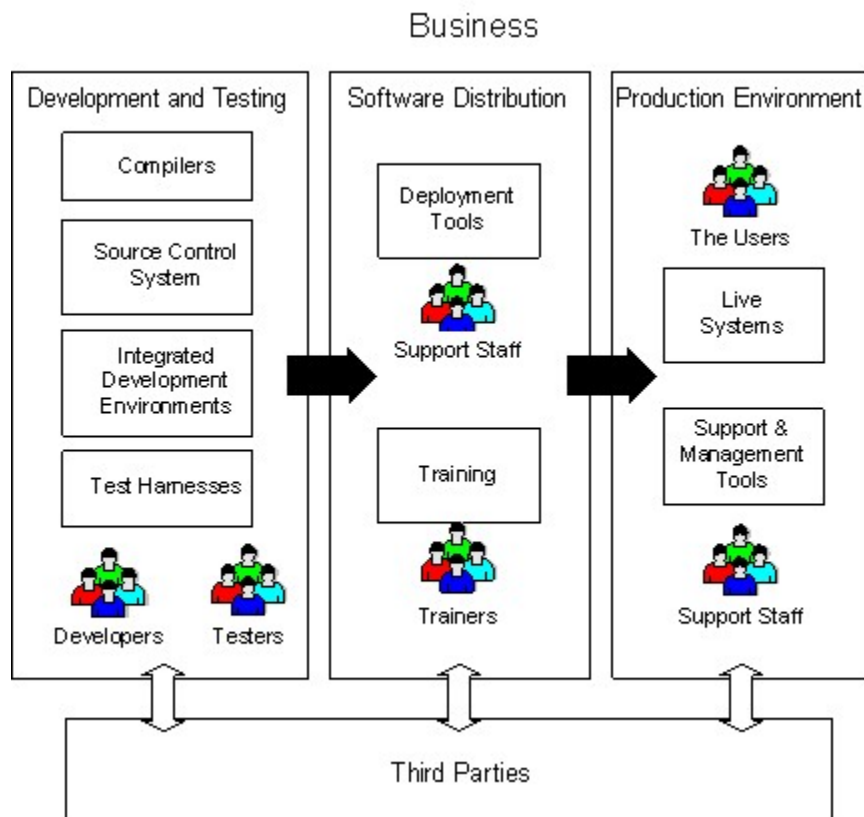 Business
Development and Testing
Compilers
Source Control
System
Integrated
Development
Environments
Test Harnesses
Developers
Testers
Software Distribution
Deployment
Tools
Support Staff
Training
Trainers
Production Environment
The Users
Live
Systems
Support &
Management
Tools
Support Staff
Third Parties